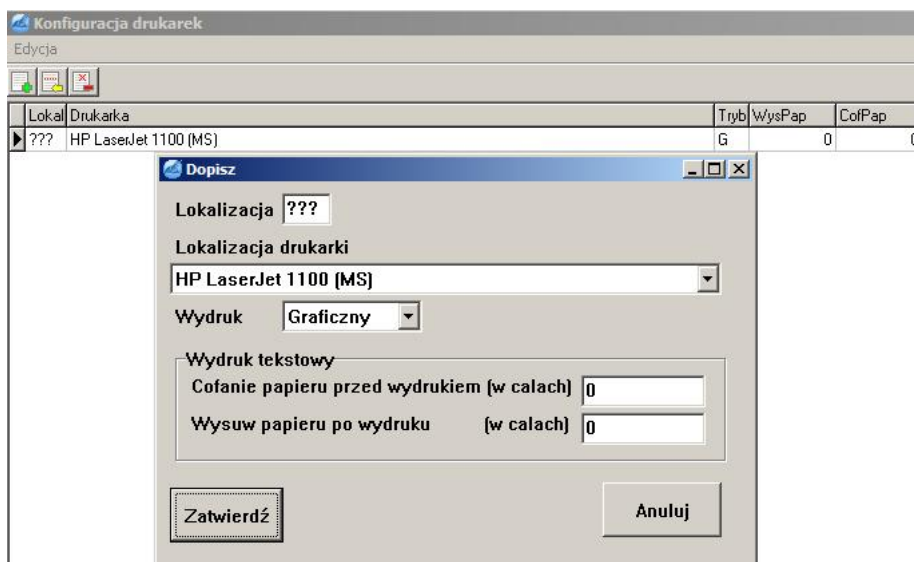 Konfiguracja drukarek
Edycja
Lokal Drukarka Tryb WysPap CofPap
??? HP LaserJet 1100 (MS) G 0 0
Dopisz
Lokalizacja ???
Lokalizacja drukarki
HP LaserJet 1100 (MS)
Wydruk Graficzny
Wydruk tekstowy
Cofanie papieru przed wydrukiem (w calach) 0
Wysuw papieru po wydruku (w calach) 0
Zatwierdź Anuluj